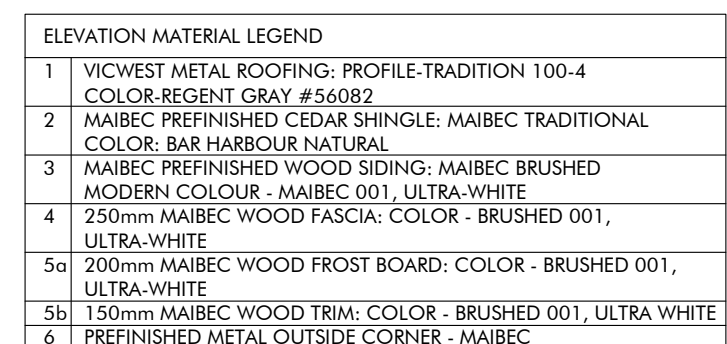 ELEVATION MATERIAL LEGEND
1 VICWEST METAL ROOFING: PROFILE-TRADITION 100-4
COLOR-REGENT GRAY #56082
2 MAIBEC PREFINISHED CEDAR SHINGLE: MAIBEC TRADITIONAL
COLOR: BAR HARBOUR NATURAL
3 MAIBEC PREFINISHED WOOD SIDING: MAIBEC BRUSHED
MODERN COLOUR - MAIBEC 001, ULTRA-WHITE
4 250mm MAIBEC WOOD FASCIA: COLOR - BRUSHED 001,
ULTRA-WHITE
5a 200mm MAIBEC WOOD FROST BOARD: COLOR - BRUSHED 001,
ULTRA-WHITE
5b 150mm MAIBEC WOOD TRIM: COLOR - BRUSHED 001, ULTRA WHITE
6 PREFINISHED METAL OUTSIDE CORNER - MAIBEC